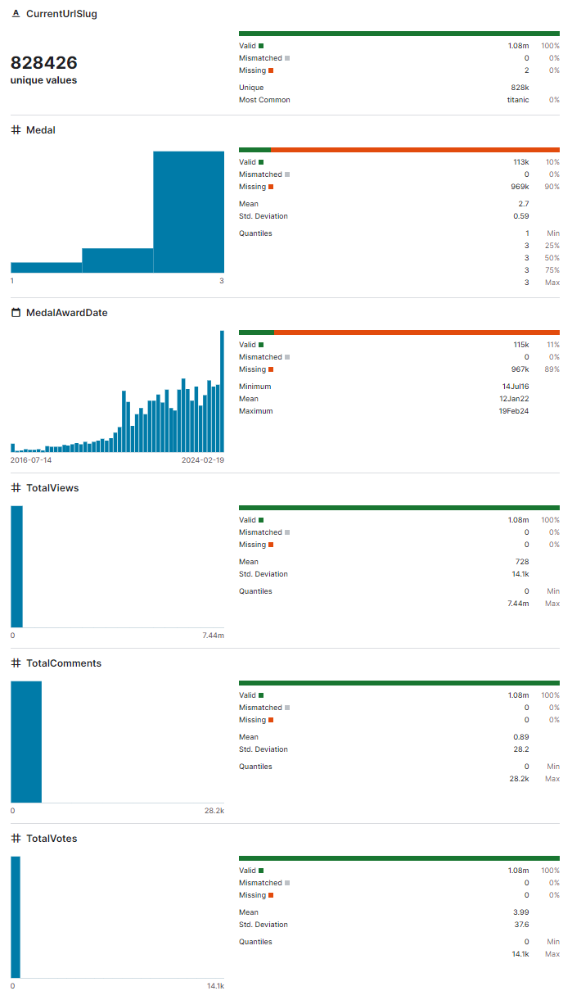 CurrentUrlSlug
828426
unique values
Valid 1.08m 100%
Mismatched 0 0%
Missing 2 0%
Unique 828k
Most Common titanic 0%
Medal
1 3
Valid 113k 10%
Mismatched 0 0%
Missing 969k 90%
Mean 2.7
Std. Deviation 0.59
Quantiles 1 Min
3 25%
3 50%
3 75%
3 Max
MedalAwardDate
2016-07-14 2024-02-19
Valid 115k 11%
Mismatched 0 0%
Missing 967k 89%
Minimum 14Jul16
Mean 12Jan22
Maximum 19Feb24
TotalViews
0 7.44m
Valid 1.08m 100%
Mismatched 0 0%
Missing 0 0%
Mean 728
Std. Deviation 14.1k
Quantiles 0 Min
7.44m Max
TotalComments
0 28.2k
Valid 1.08m 100%
Mismatched 0 0%
Missing 0 0%
Mean 0.89
Std. Deviation 28.2
Quantiles 0 Min
28.2k Max
TotalVotes
0 14.1k
Valid 1.08m 100%
Mismatched 0 0%
Missing 0 0%
Mean 3.99
Std. Deviation 37.6
Quantiles 0 Min
14.1k Max